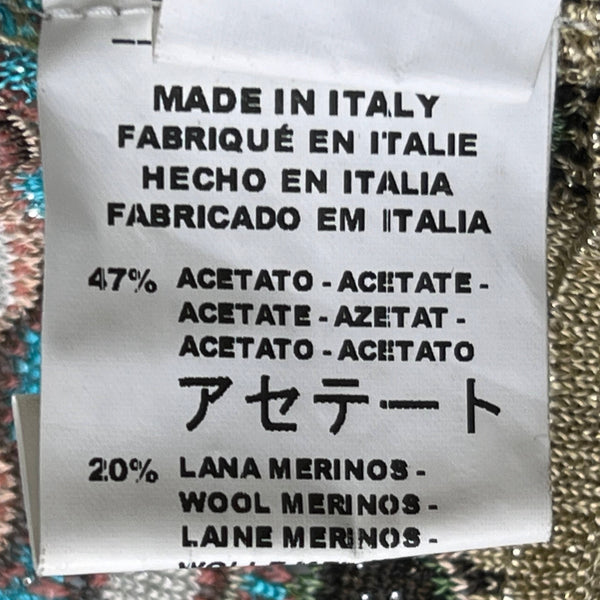 MADE IN ITALY
FABRIQUÉ EN ITALIE
HECHO EN ITALIA
FABRICADO EM ITALIA
47% ACETATO - ACETATE -
ACETATE - AZETAT -
ACETATO - ACETATO
アセテート
20% LANA MERINOS -
WOOL MERINOS -
LAINE MERINOS -